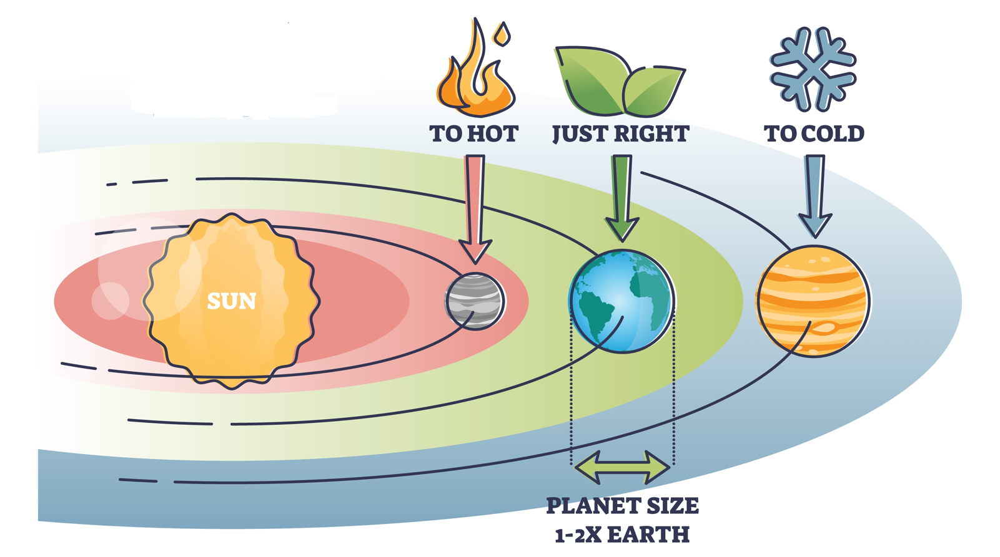 TO HOT
JUST RIGHT
TO COLD
SUN
PLANET SIZE
1-2X EARTH